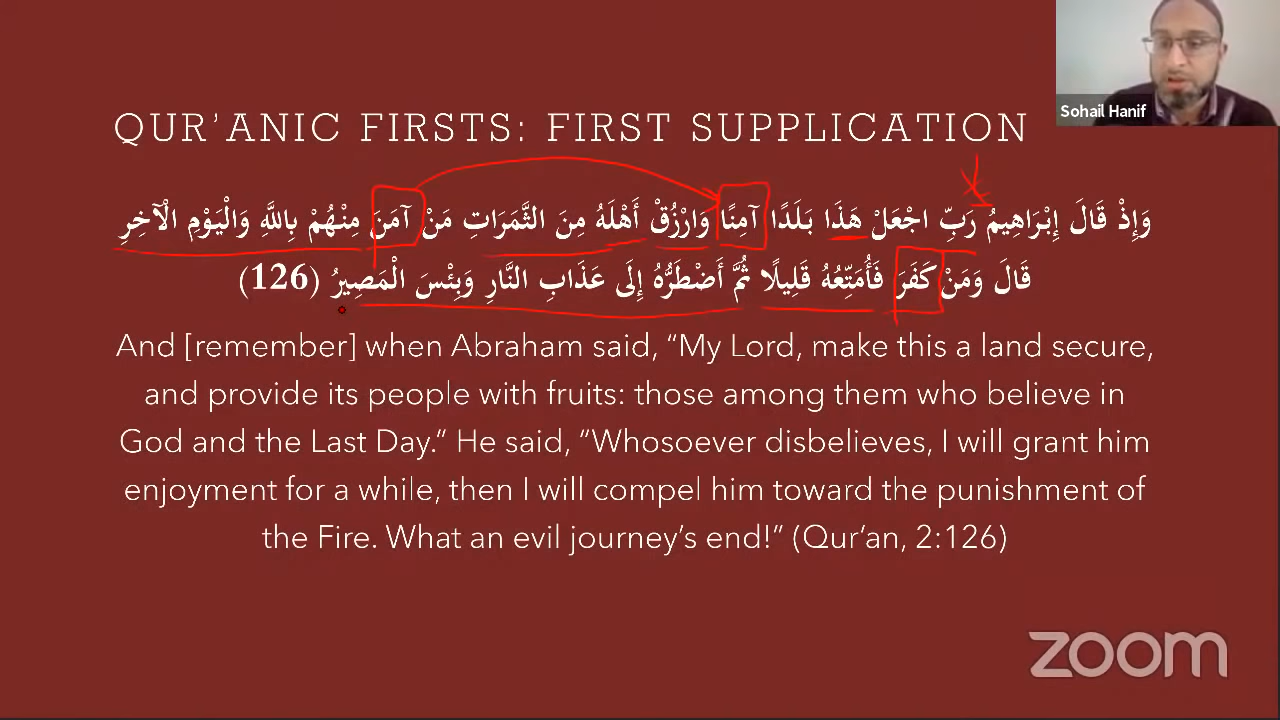 Sohail Hanif
QURʾANIC FIRSTS: FIRST SUPPLICATION
وَإِذْ قَالَ إِبْرَاهِيمُ رَبِّ اجْعَلْ هَذَا بَلَدًا آمِنًا وَارْزُقْ أَهْلَهُ مِنَ الثَّمَرَاتِ مَنْ آمَنَ مِنْهُمْ بِاللَّهِ وَالْيَوْمِ الْآخِرِ
قَالَ وَمَنْ كَفَرَ فَأُمَتِّعُهُ قَلِيلًا ثُمَّ أَضْطَرُّهُ إِلَى عَذَابِ النَّارِ وَبِئْسَ الْمَصِيرُ (126)
And [remember] when Abraham said, “My Lord, make this a land secure,
and provide its people with fruits: those among them who believe in
God and the Last Day.” He said, “Whosoever disbelieves, I will grant him
enjoyment for a while, then I will compel him toward the punishment of
the Fire. What an evil journey’s end!” (Qur’an, 2:126)
zoom